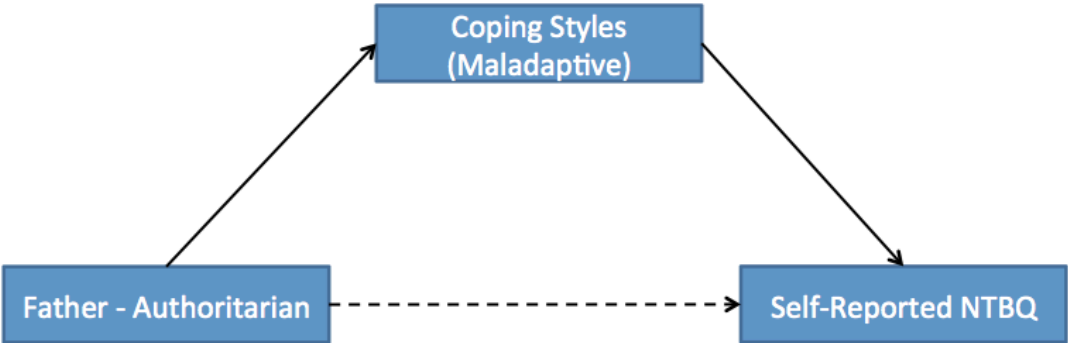 Coping Styles
(Maladaptive)
Father - Authoritarian
Self-Reported NTBQ